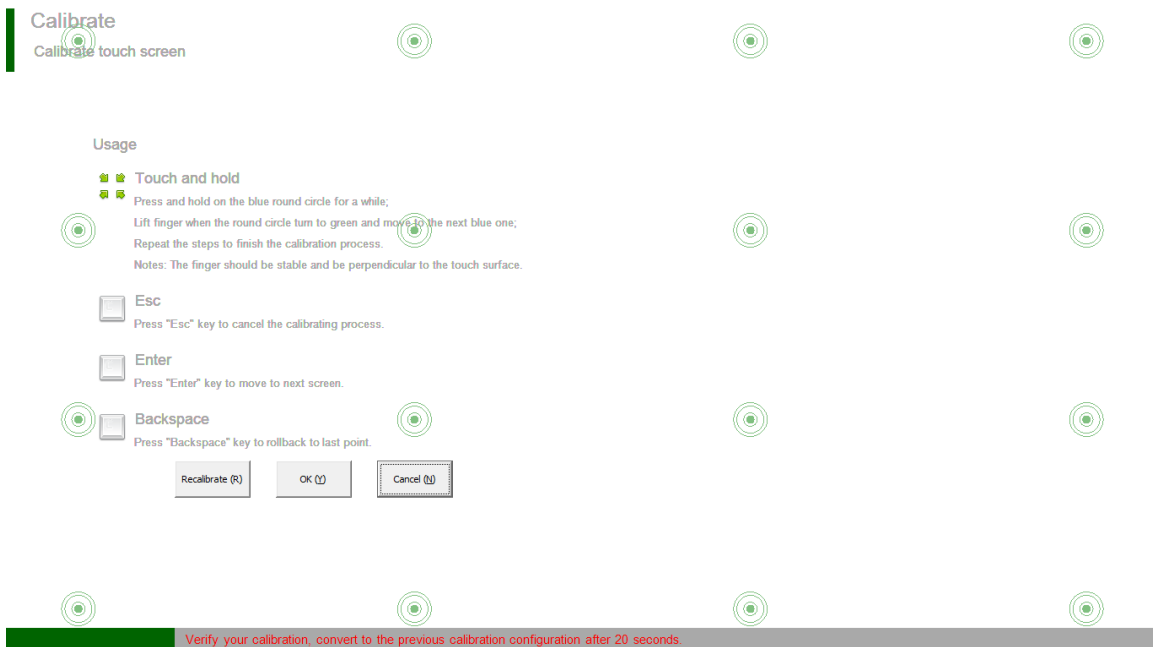 Calibrate
Calibrate touch screen
Usage
Touch and hold
Press and hold on the blue round circle for a while;
Lift finger when the round circle turn to green and move to the next blue one;
Repeat the steps to finish the calibration process.
Notes: The finger should be stable and be perpendicular to the touch surface.
Esc
Press "Esc" key to cancel the calibrating process.
Enter
Press "Enter" key to move to next screen.
Backspace
Press "Backspace" key to rollback to last point.
Recalibrate (R) OK (Y) Cancel (N)
Verify your calibration, convert to the previous calibration configuration after 20 seconds.